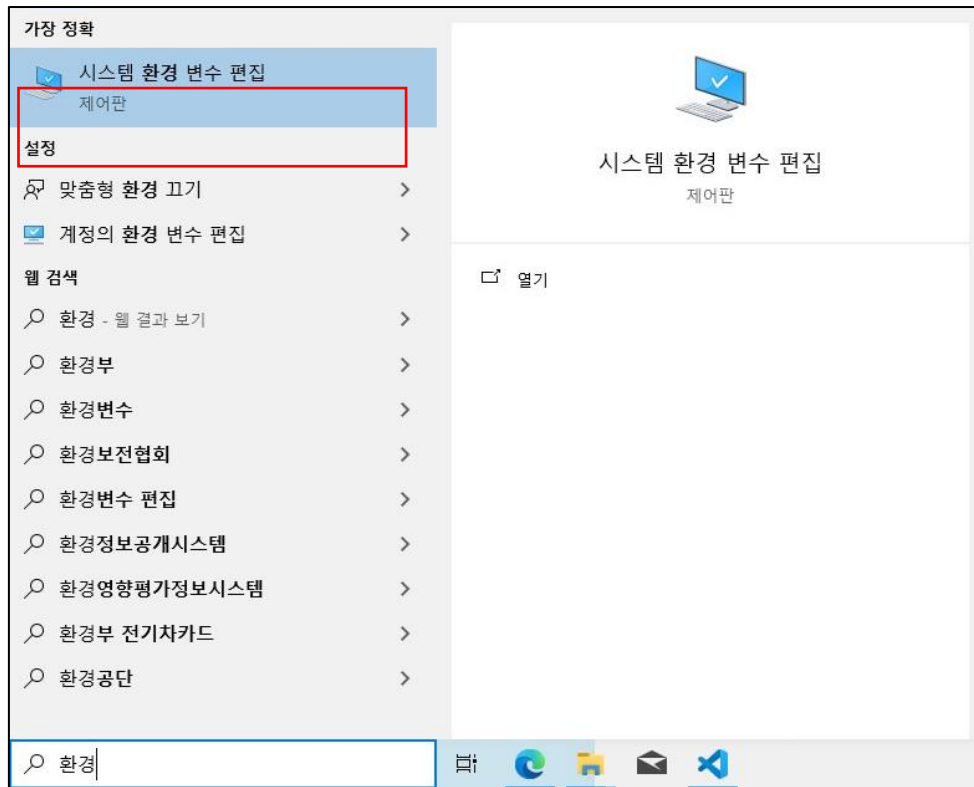 가장 정확
시스템 환경 변수 편집
제어판
설정
맞춤형 환경 끄기
계정의 환경 변수 편집
웹 검색
환경 - 웹 결과 보기
환경부
환경변수
환경보전협회
환경변수 편집
환경정보공개시스템
환경영향평가정보시스템
환경부 전기차카드
환경공단
환경
시스템 환경 변수 편집
제어판
열기